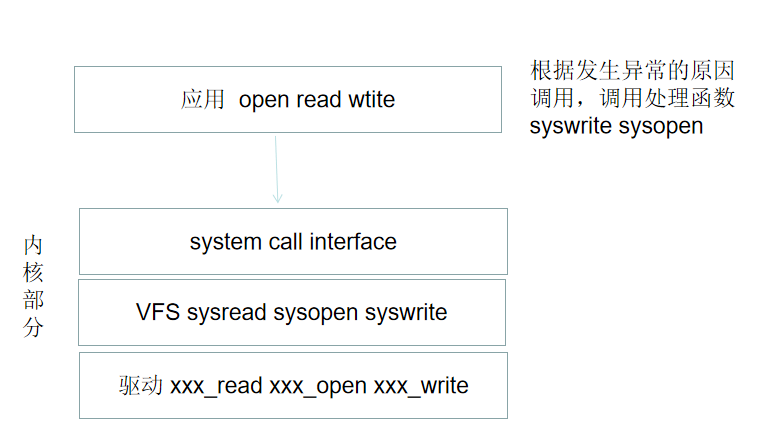 应用 open read wtite
根据发生异常的原因
调用，调用处理函数
syswrite sysopen
内
核
部
分
system call interface
VFS sysread sysopen syswrite
驱动 xxx_read xxx_open xxx_write